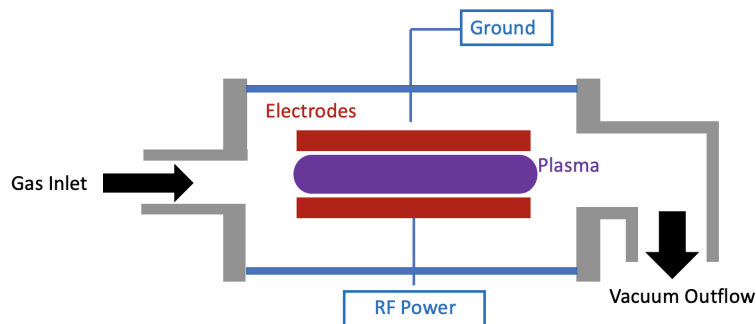 Ground
Electrodes
Plasma
Gas Inlet
RF Power
Vacuum Outflow